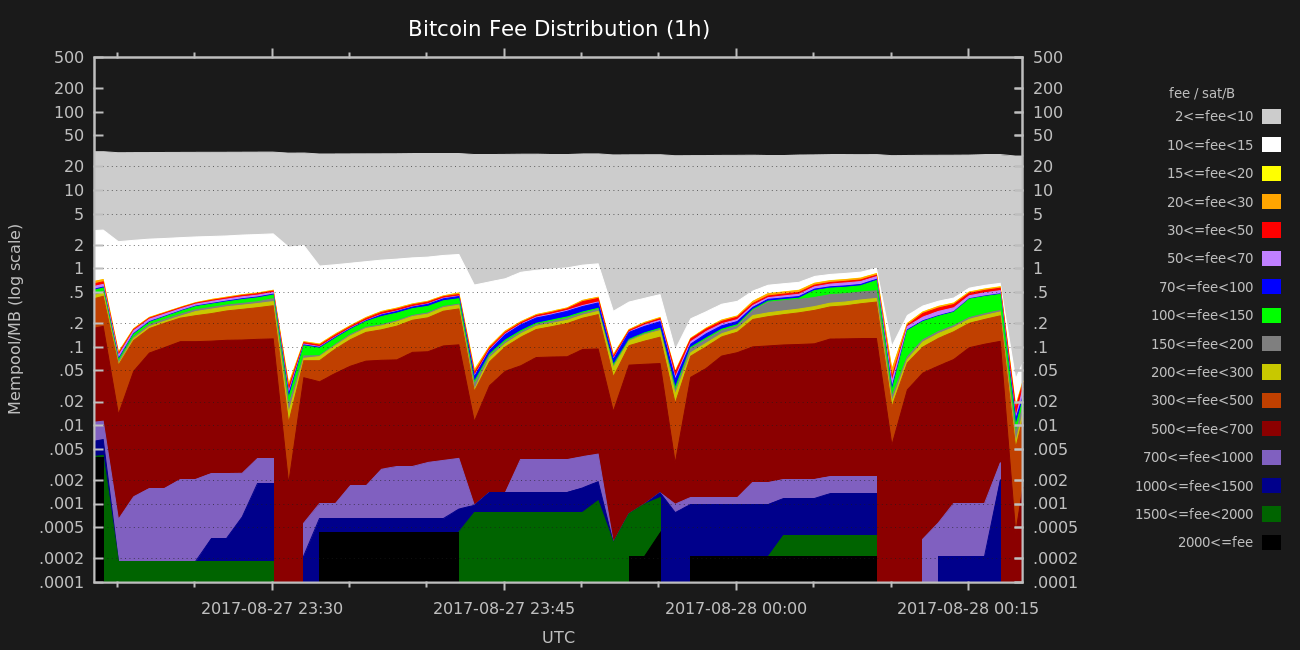 Bitcoin Fee Distribution (1h)
500 500
200 200
100 100
50 50
20 20
10 10
5 5
2 2
1 1
.5 .5
.2 .2
.1 .1
.05 .05
.02 .02
.01 .01
.005 .005
.002 .002
.001 .001
.0005 .0005
.0002 .0002
.0001 .0001
Mempool/MB (log scale)
2017-08-27 23:30 2017-08-27 23:45 2017-08-28 00:00 2017-08-28 00:15
UTC
fee / sat/B
2<=fee<10
10<=fee<15
15<=fee<20
20<=fee<30
30<=fee<50
50<=fee<70
70<=fee<100
100<=fee<150
150<=fee<200
200<=fee<300
300<=fee<500
500<=fee<700
700<=fee<1000
1000<=fee<1500
1500<=fee<2000
2000<=fee